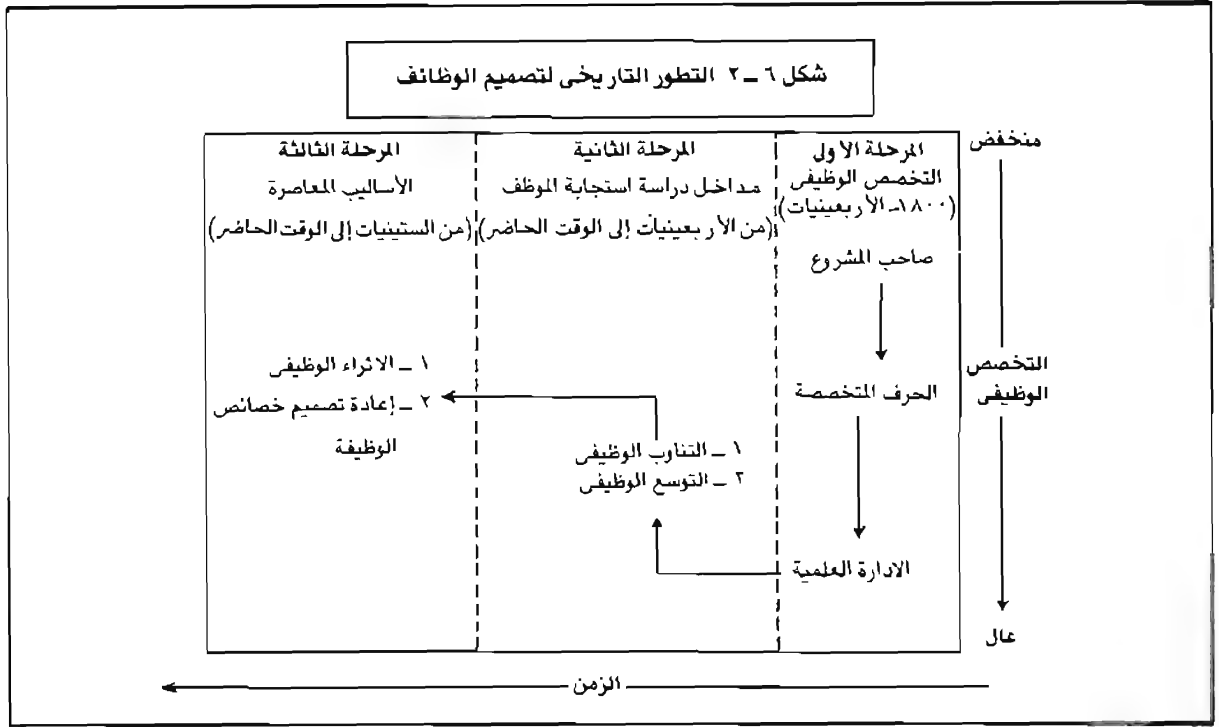 شكل ٦ – ٢ التطور التاريخى لتصميم الوظائف
منخفض
التخصص
الوظيفى
عال
المرحلة الأولى
التخصص الوظيفى
(١٨٠٠ــ الأربعينيات)
صاحب المشروع
الحرف المتخصصة
الادارة العلمية
المرحلة الثانية
مداخل دراسة استجابة الموظف
(من الأربعينيات إلى الوقت الحاضر)
١ – التناوب الوظيفى
٢ – التوسع الوظيفى
المرحلة الثالثة
الأساليب المعاصرة
(من الستينيات إلى الوقت الحاضر)
١ – الاثراء الوظيفى
٢ – إعادة تصميم خصائص
الوظيفة
الزمن